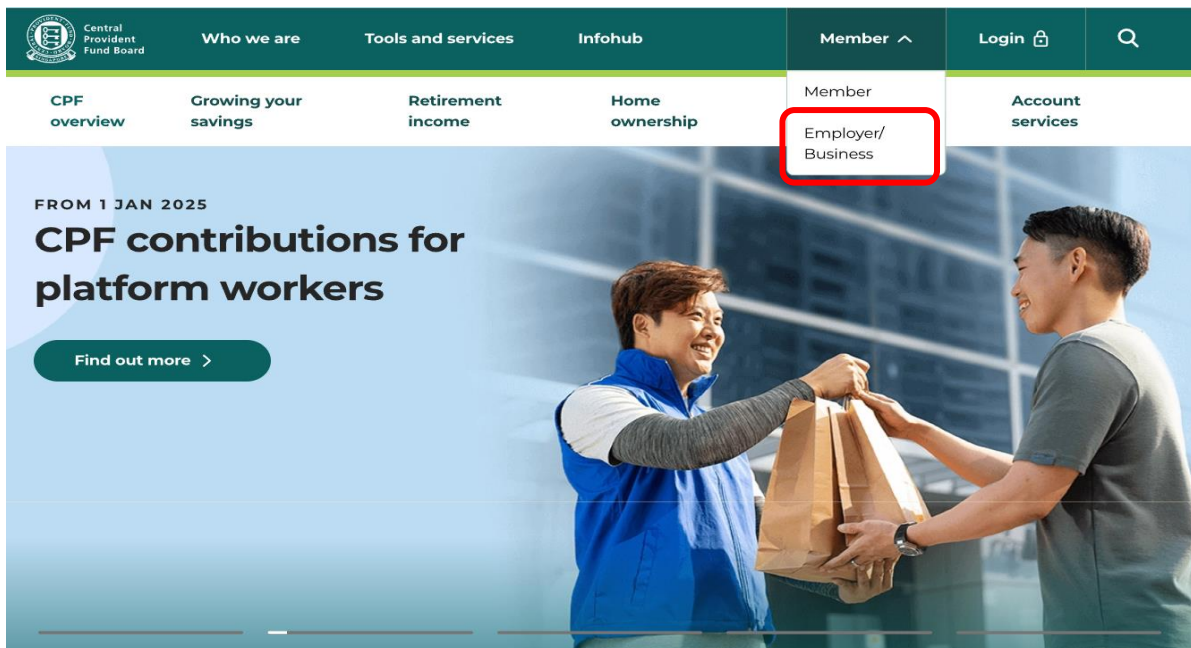 Central
Provident
Fund Board
Who we are
Tools and services
Infohub
Member
Login
CPF
overview
Growing your
savings
Retirement
income
Home
ownership
Member
Employer/
Business
Account
services
FROM 1 JAN 2025
CPF contributions for
platform workers
Find out more